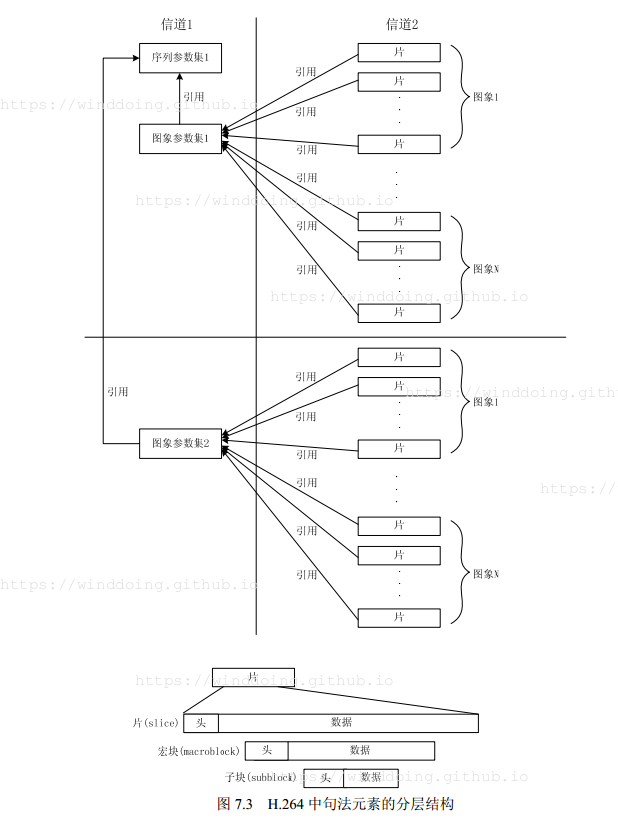 信道1
信道2
序列参数集1
引用
图象参数集1
片
引用
片
引用
图象1
片
引用
片
引用
片
引用
图象N
片
引用
https://winddoing.github.io
https://winddoing.github.io
https://winddoing.github.io
引用
图象参数集2
片
引用
片
引用
图象1
片
引用
片
引用
片
引用
图象N
片
引用
https://winddoing.gith
https://
https://winddoing.github.io
https://winddoing.github.io
片
片(slice)
头
数据
宏块(macroblock)
头
数据
子块(subblock)
头
数据
https://winddoing.github.io
图 7.3 H.264 中句法元素的分层结构